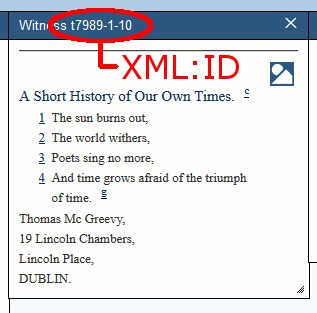 Witness t7989-1-10 ×
XML:ID
A Short History of Our Own Times. c
1 The sun burns out,
2 The world withers,
3 Poets sing no more,
4 And time grows afraid of the triumph
of time. g
Thomas Mc Greevy,
19 Lincoln Chambers,
Lincoln Place,
DUBLIN.